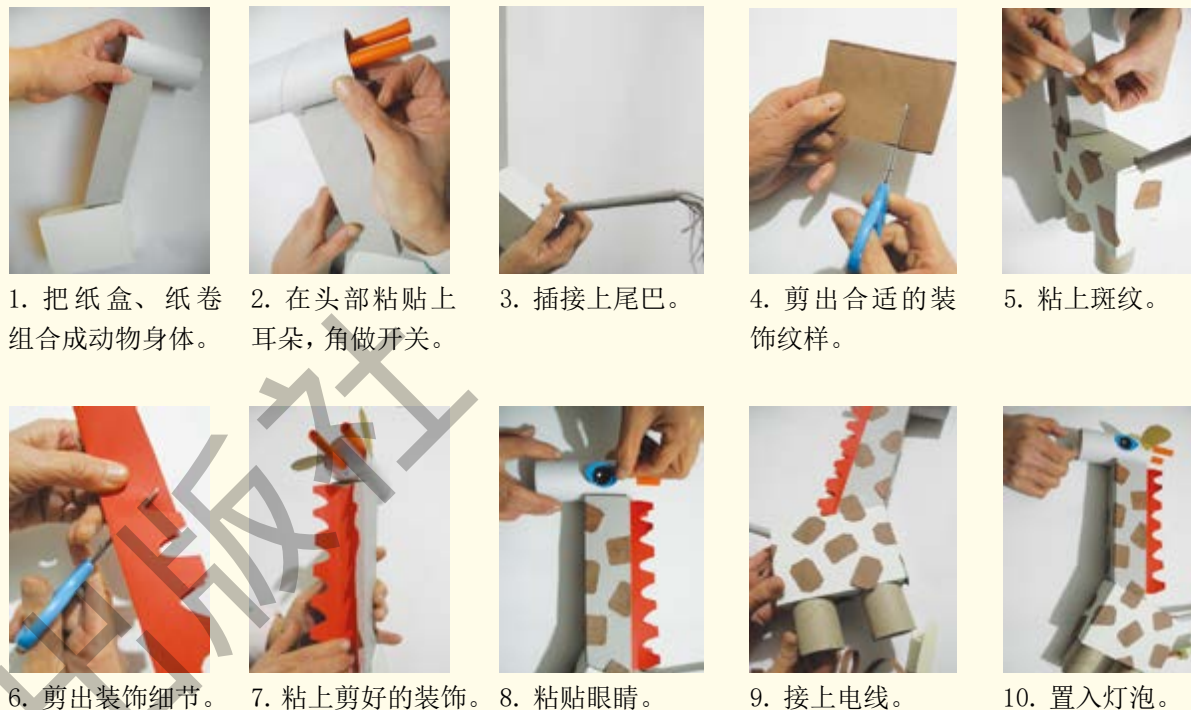 1. 把纸盒、纸卷
组合成动物身体。
2. 在头部粘贴上
耳朵，角做开关。
3. 插接上尾巴。
4. 剪出合适的装
饰纹样。
5. 粘上斑纹。
6. 剪出装饰细节。
7. 粘上剪好的装饰。
8. 粘贴眼睛。
9. 接上电线。
10. 置入灯泡。
中版社